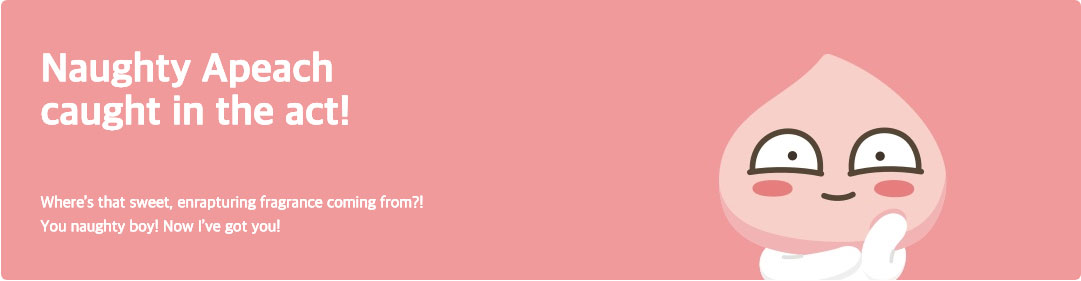 Naughty Apeach
caught in the act!
Where's that sweet, enrapturing fragrance coming from?!
You naughty boy! Now I've got you!